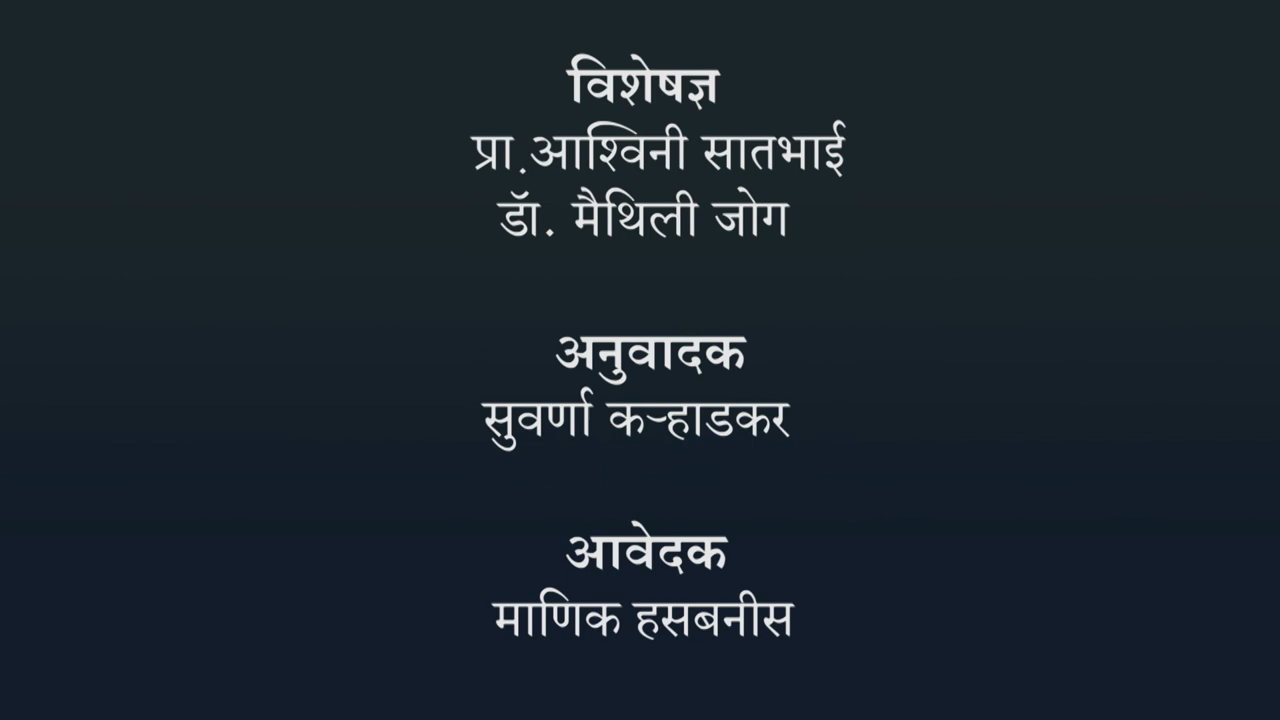 विशेषज्ञ
प्रा.आश्विनी सातभाई
डॉ. मैथिली जोग
अनुवादक
सुवर्णा कऱ्हाडकर
आवेदक
माणिक हसबनीस